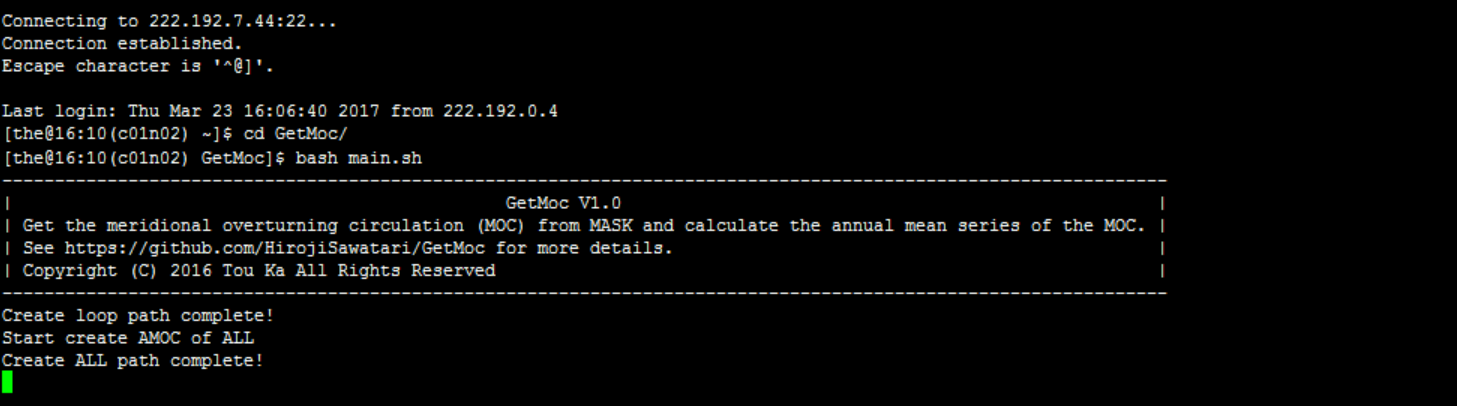 Connecting to 222.192.7.44:22...
Connection established.
Escape character is '^@]'.
Last login: Thu Mar 23 16:06:40 2017 from 222.192.0.4
[the@16:10(c01n02) ~]$ cd GetMoc/
[the@16:10(c01n02) GetMoc]$ bash main.sh
---------------------------------------------------------------------------------------------------------------
| GetMoc V1.0 |
| Get the meridional overturning circulation (MOC) from MASK and calculate the annual mean series of the MOC. |
| See https://github.com/HirojiSawatari/GetMoc for more details. |
| Copyright (C) 2016 Tou Ka All Rights Reserved |
---------------------------------------------------------------------------------------------------------------
Create loop path complete!
Start create AMOC of ALL
Create ALL path complete!